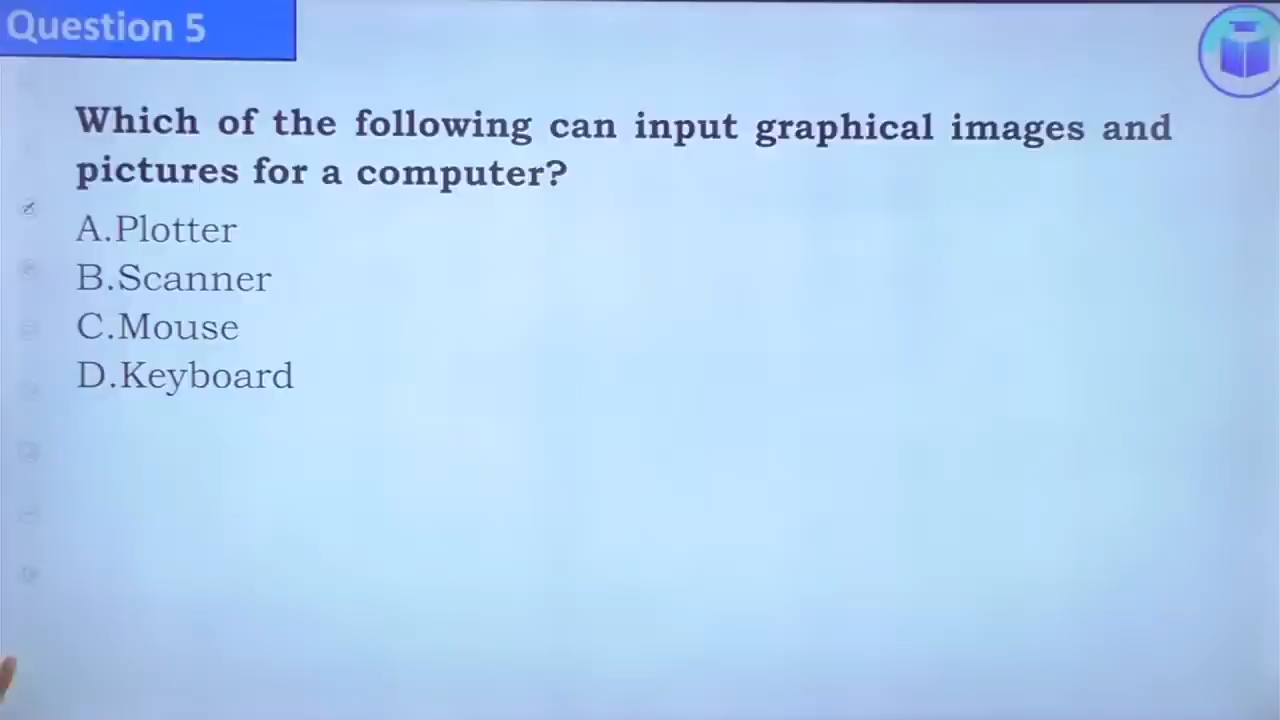 Question 5
Which of the following can input graphical images and
pictures for a computer?
A.Plotter
B.Scanner
C.Mouse
D.Keyboard